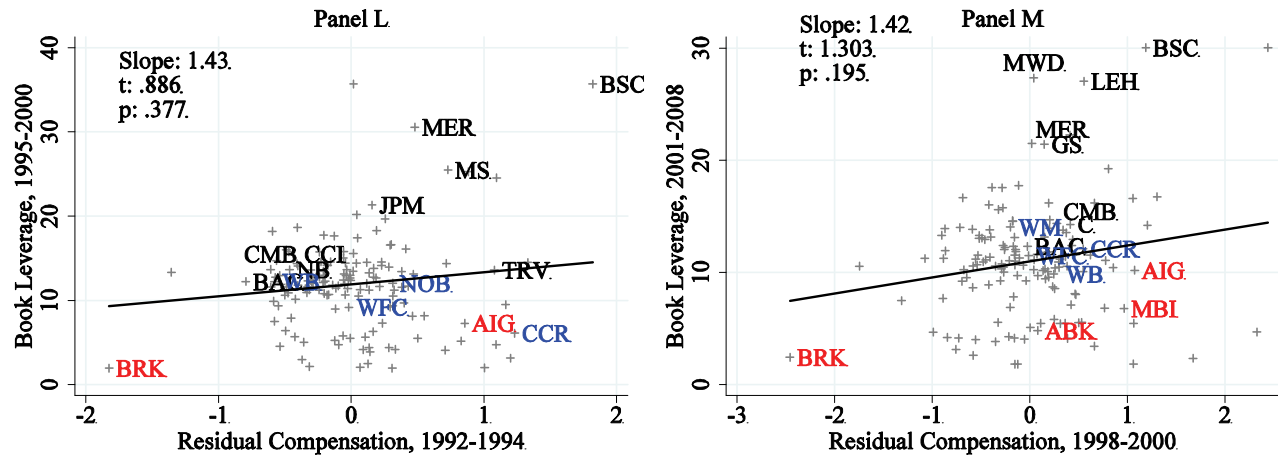 Panel L.
Slope: 1.43.
t: .886.
p: .377.
Book Leverage, 1995-2000
40
30
20
10
0
BSC
MER.
MS.
JPM
CMB. CCI
NB
TRV.
WB.
NOB.
WFC.
AIG
CCR
BRK.
-2
-1.
0.
1.
2.
Residual Compensation, 1992-1994.
Panel M
Slope: 1.42.
t: 1.303.
p: .195.
Book Leverage, 2001-2008
30
20
10
0
BSC.
MWD.
LEH.
MER
GS.
CMB.
C.
WM.
BAC
CCR
WFC.
WB.
AIG.
MBI
ABK.
BRK.
-3
-2
-1
0.
1
2
Residual Compensation, 1998-2000.